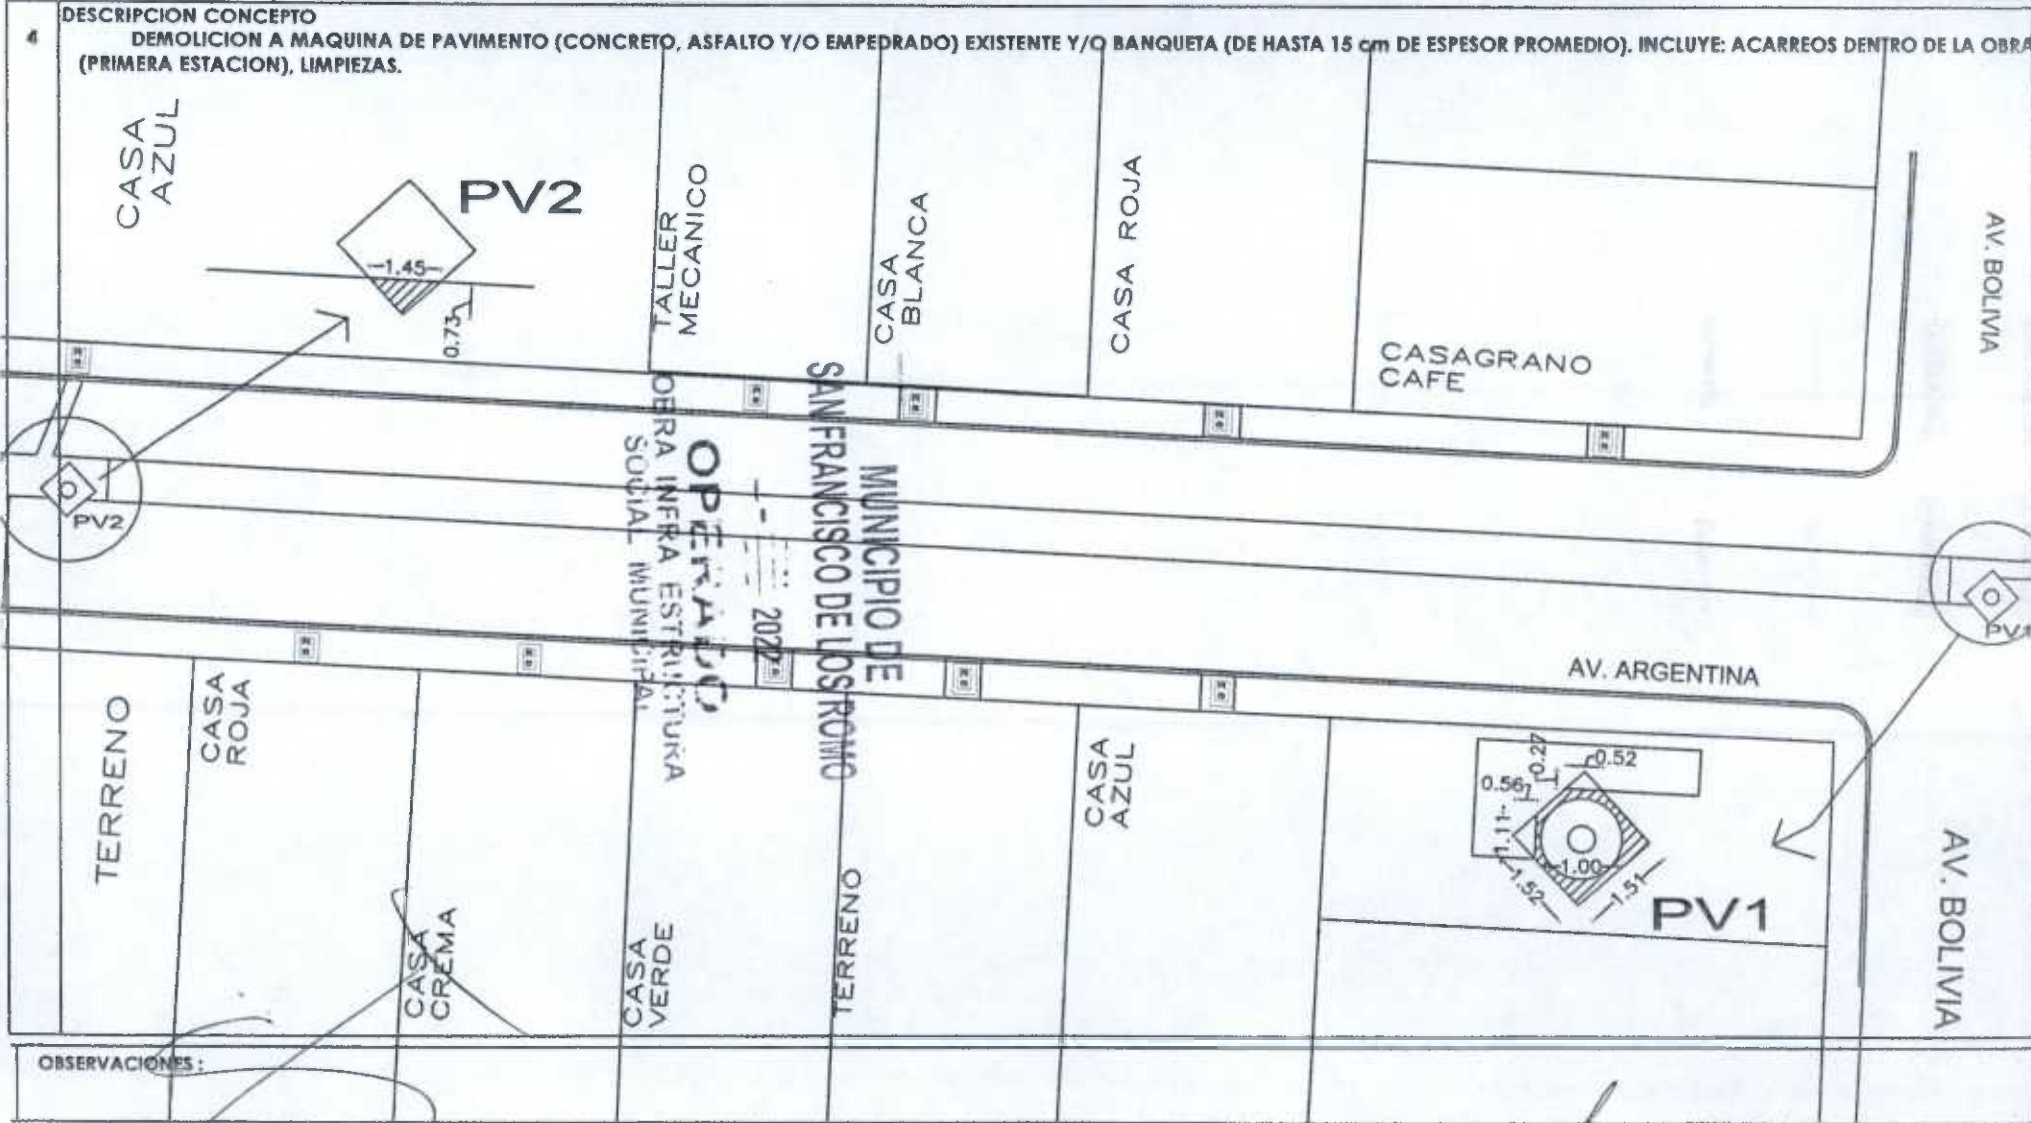 DESCRIPCION CONCEPTO
4
DEMOLICION A MAQUINA DE PAVIMENTO (CONCRETO, ASFALTO Y/O EMPEDRADO) EXISTENTE Y/O BANQUETA (DE HASTA 15 cm DE ESPESOR PROMEDIO). INCLUYE: ACARREOS DENTRO DE LA OBRA
(PRIMERA ESTACION), LIMPIEZAS.
CASA
AZUL
PV2
1.45
0.73
TALLER
MECANICO
CASA
BLANCA
CASA ROJA
CASAGRANO
CAFE
AV. BOLIVIA
PV2
MUNICIPIO DE
SAN FRANCISCO DE LOS ROMO
2022
OPERADO
OBRA INFRA ESTRUCTURA
SOCIAL MUNICIPAL
PV1
AV. ARGENTINA
TERRENO
CASA
ROJA
CASA
CREMA
CASA
VERDE
TERRENO
CASA
AZUL
0.27
0.52
0.56
1.11
1.00
1.52
1.51
PV1
AV. BOLIVIA
OBSERVACIONES: